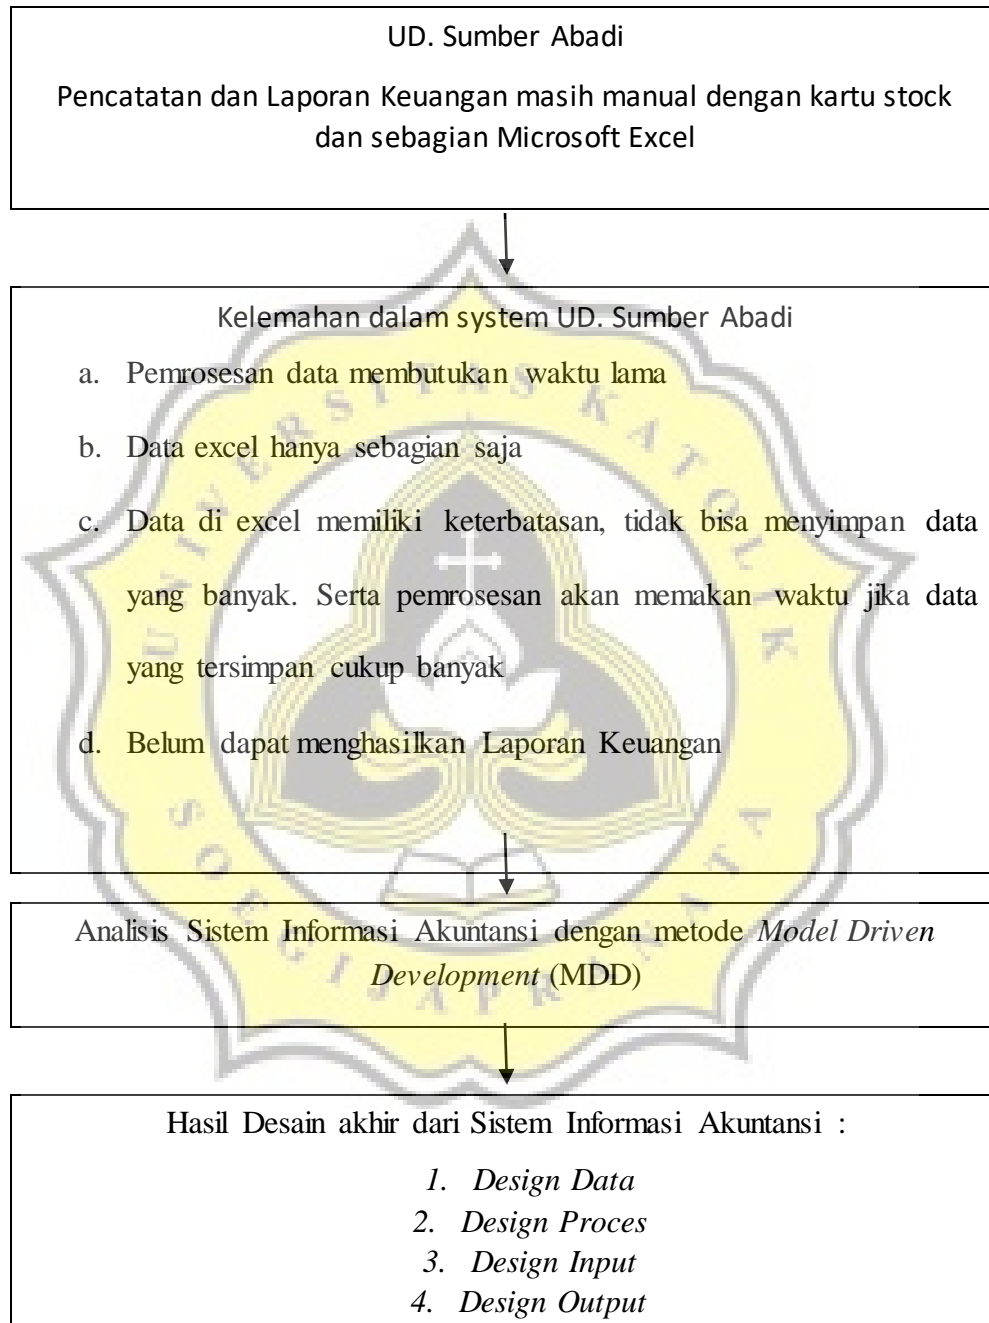 UD. Sumber Abadi
Pencatatan dan Laporan Keuangan masih manual dengan kartu stock
dan sebagian Microsoft Excel
Kelemahan dalam system UD. Sumber Abadi
a. Pemrosesan data membutukan waktu lama
b. Data excel hanya sebagian saja
c. Data di excel memiliki keterbatasan, tidak bisa menyimpan data
yang banyak. Serta pemrosesan akan memakan waktu jika data
yang tersimpan cukup banyak
d. Belum dapat menghasilkan Laporan Keuangan
Analisis Sistem Informasi Akuntansi dengan metode Model Driven
Development (MDD)
Hasil Desain akhir dari Sistem Informasi Akuntansi :
1. Design Data
2. Design Proces
3. Design Input
4. Design Output
UNIVERSITAS KATOLIK
SOEGIJAPRANATA